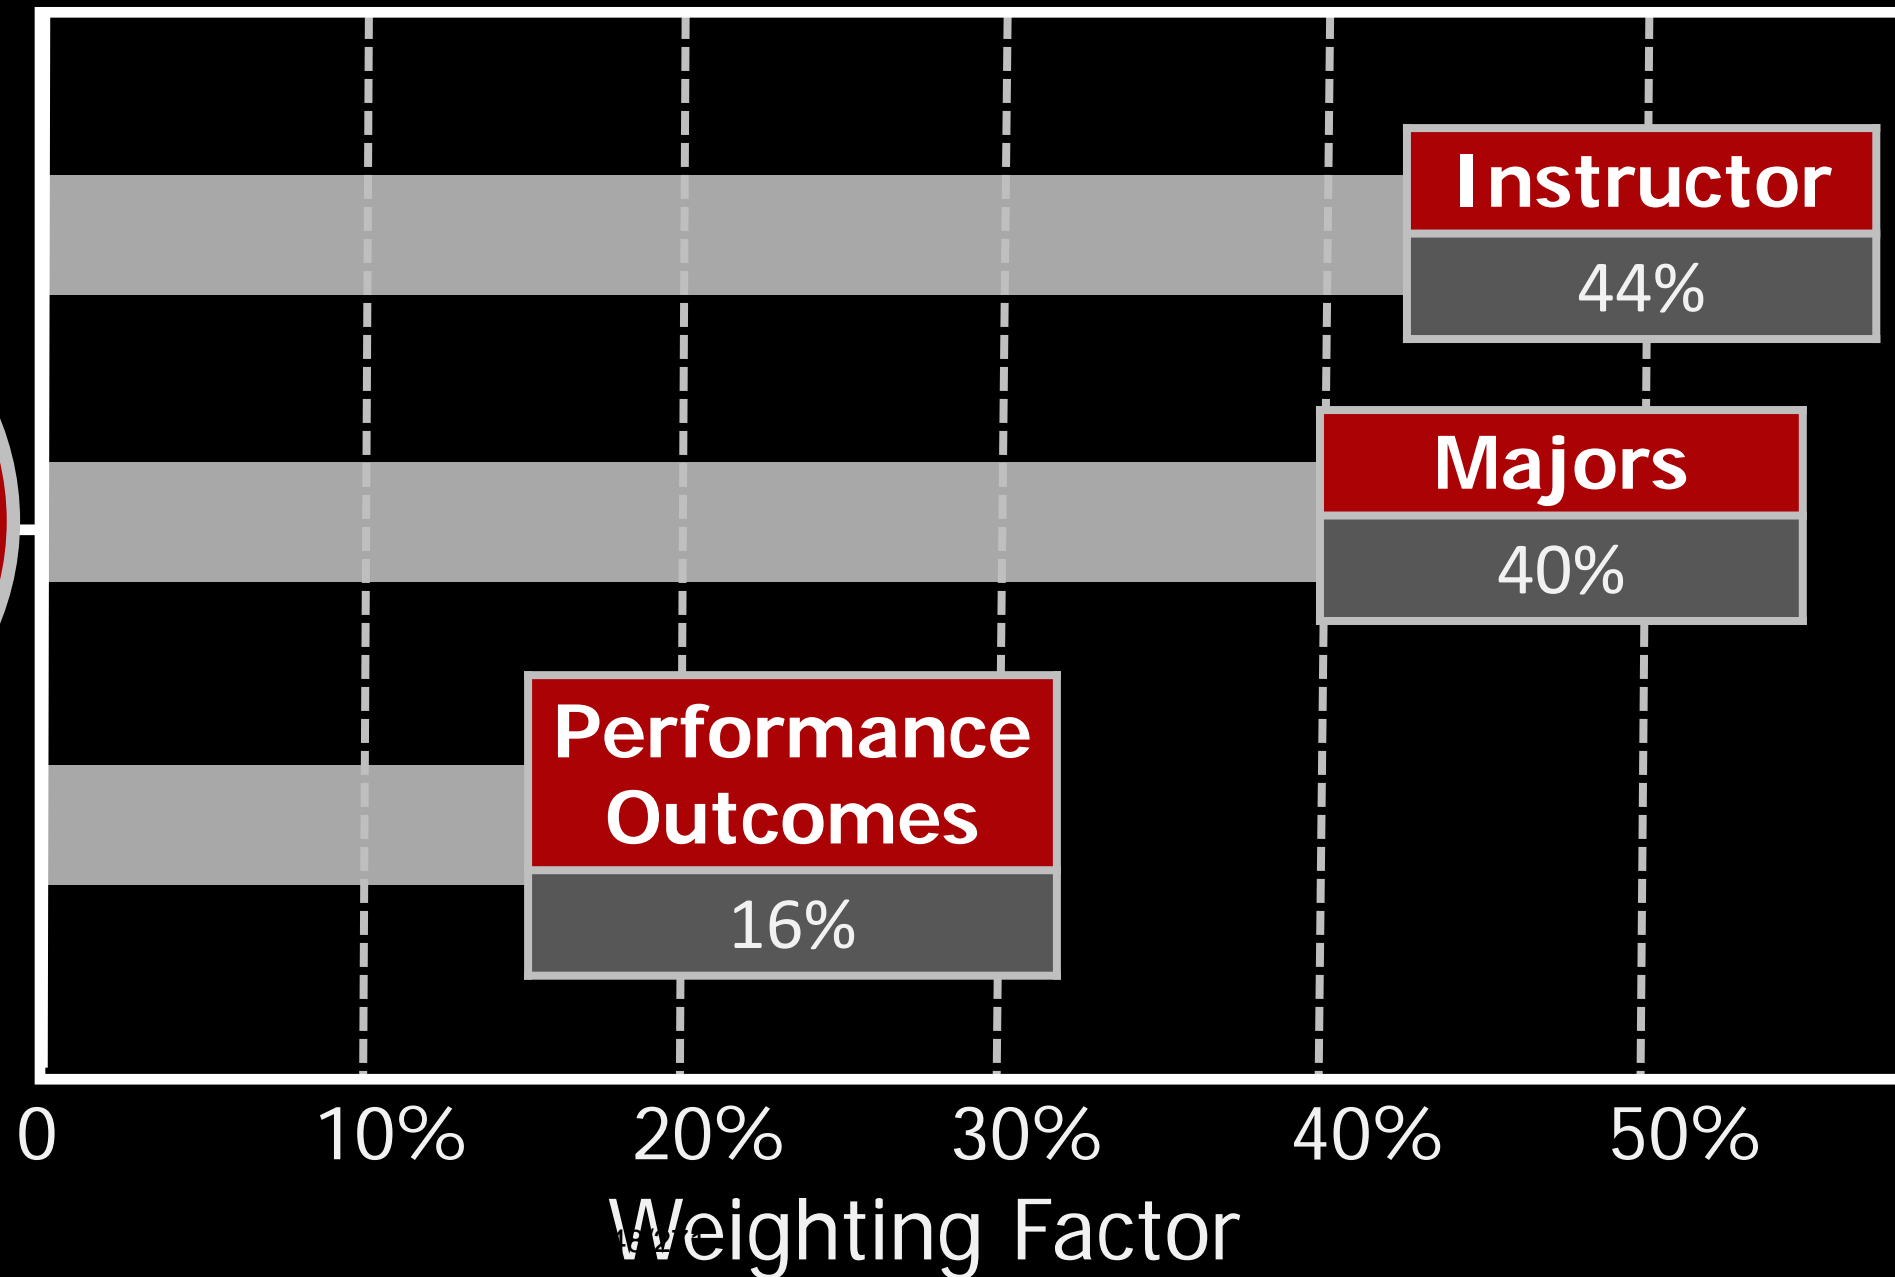 Instructor
44%
Majors
40%
Performance
Outcomes
16%
0 10% 20% 30% 40% 50%
Weighting Factor